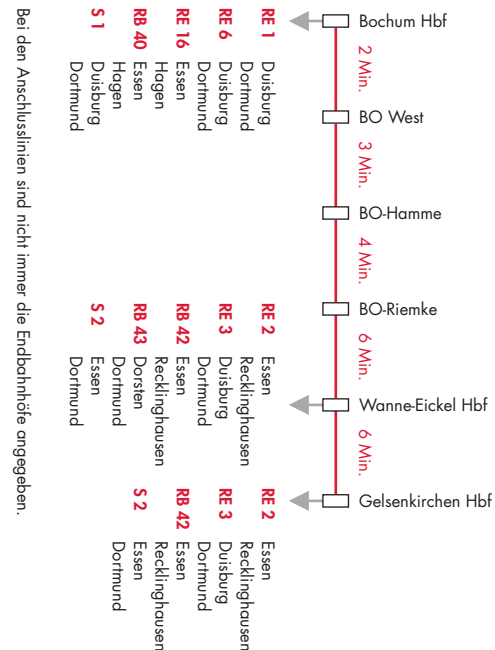 Bochum Hbf
2 Min.
BO West
3 Min.
BO-Hamme
4 Min.
BO-Riemke
6 Min.
Wanne-Eickel Hbf
6 Min.
Gelsenkirchen Hbf
RE 1 Duisburg
Dortmund
RE 6 Duisburg
Dortmund
RE 16 Essen
Hagen
RB 40 Essen
Hagen
S 1 Duisburg
Dortmund
RE 2 Essen
Recklinghausen
RE 3 Duisburg
Dortmund
RB 42 Essen
Recklinghausen
RB 43 Dorsten
Dortmund
S 2 Essen
Dortmund
RE 2 Essen
Recklinghausen
RE 3 Duisburg
Dortmund
RB 42 Essen
Recklinghausen
S 2 Essen
Dortmund
Bei den Anschlusslinien sind nicht immer die Endbahnhöfe angegeben.